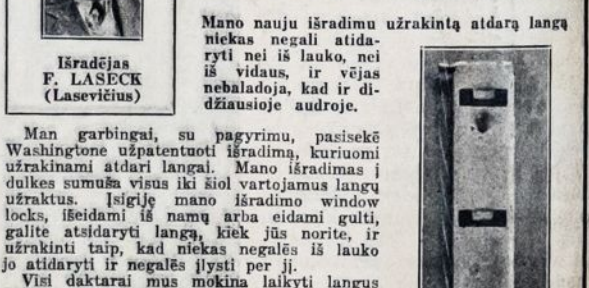 Išradėjas
F. LASECK
(Lasevičius)
Mano nauju išradimu užrakintą atdarą langą
niekas negali atida-
ryti nei iš lauko, nei
iš vidaus, ir vėjas
nebaladoja, kad ir di-
džiausioje audroje.
Man garbingai, su pagyrimu, pasisekė
Washingtone užpatentuoti išradimą, kuriuomi
užrakinami atdari langai. Mano išradimas į
dulkes sumuša visus iki šiol vartojamus langų
užraktus. Įsigiję mano išradimo window
locks, išeidami iš namų arba eidami gulti,
galite atsidaryti langą, kiek jūs norite, ir
užrakinti taip, kad niekas negalės iš lauko
jo atidaryti ir negalės įlysti per jį.
Visi daktarai mus mokina laikyti langus